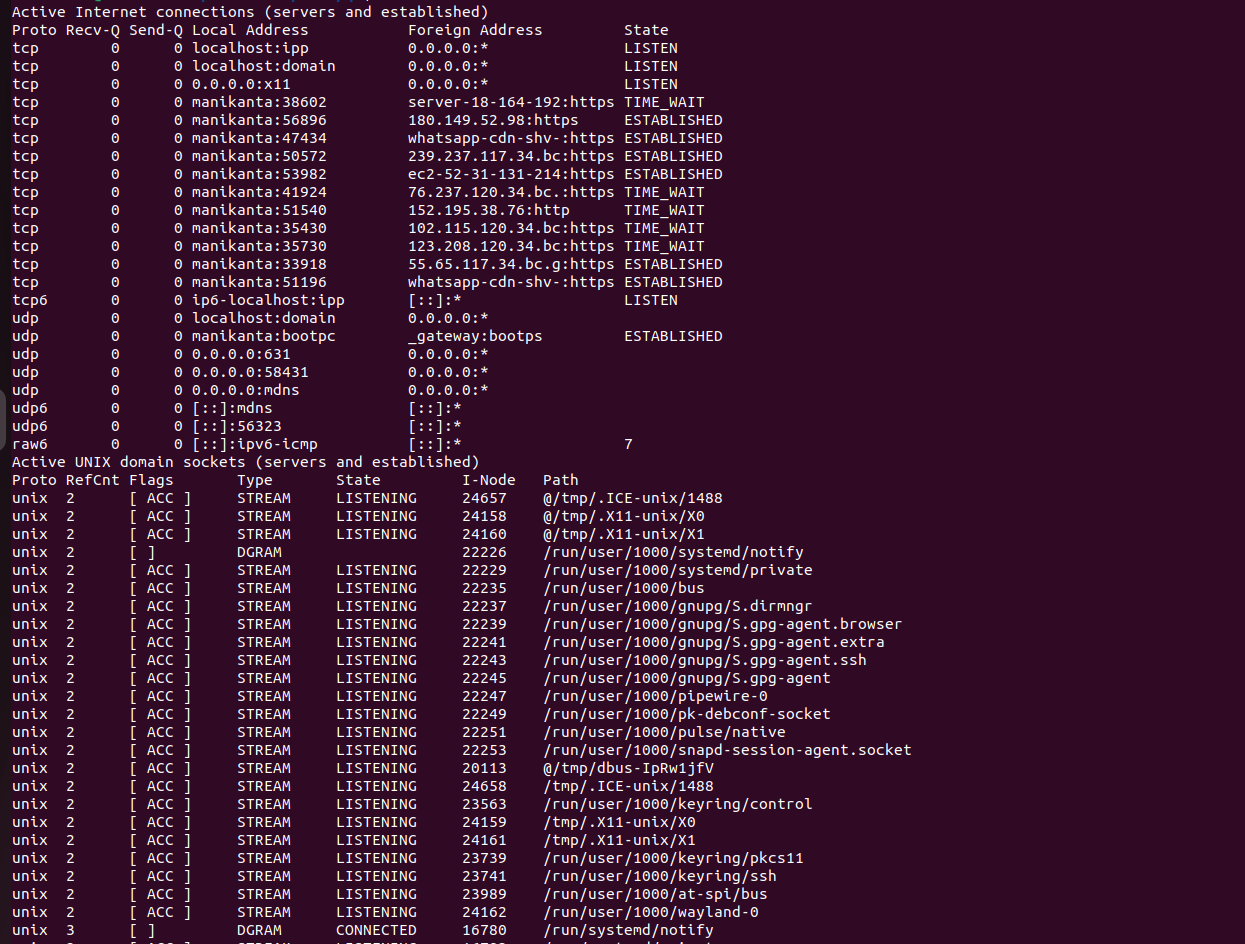 Active Internet connections (servers and established)
Proto Recv-Q Send-Q Local Address           Foreign Address         State
tcp        0      0 localhost:ipp           0.0.0.0:*               LISTEN
tcp        0      0 localhost:domain        0.0.0.0:*               LISTEN
tcp        0      0 0.0.0.0:x11             0.0.0.0:*               LISTEN
tcp        0      0 manikanta:38602         server-18-164-192:https TIME_WAIT
tcp        0      0 manikanta:56896         180.149.52.98:https     ESTABLISHED
tcp        0      0 manikanta:47434         whatsapp-cdn-shv-:https ESTABLISHED
tcp        0      0 manikanta:50572         239.237.117.34.bc:https ESTABLISHED
tcp        0      0 manikanta:53982         ec2-52-31-131-214:https ESTABLISHED
tcp        0      0 manikanta:41924         76.237.120.34.bc.:https TIME_WAIT
tcp        0      0 manikanta:51540         152.195.38.76:http      TIME_WAIT
tcp        0      0 manikanta:35430         102.115.120.34.bc:https TIME_WAIT
tcp        0      0 manikanta:35730         123.208.120.34.bc:https TIME_WAIT
tcp        0      0 manikanta:33918         55.65.117.34.bc.g:https ESTABLISHED
tcp        0      0 manikanta:51196         whatsapp-cdn-shv-:https ESTABLISHED
tcp6       0      0 ip6-localhost:ipp       [::]:*                  LISTEN
udp        0      0 localhost:domain        0.0.0.0:*
udp        0      0 manikanta:bootpc        _gateway:bootps         ESTABLISHED
udp        0      0 0.0.0.0:631             0.0.0.0:*
udp        0      0 0.0.0.0:58431           0.0.0.0:*
udp        0      0 0.0.0.0:mdns            0.0.0.0:*
udp6       0      0 [::]:mdns               [::]:*
udp6       0      0 [::]:56323              [::]:*
raw6       0      0 [::]:ipv6-icmp          [::]:*                  7
Active UNIX domain sockets (servers and established)
Proto RefCnt Flags       Type       State         I-Node   Path
unix  2      [ ACC ]     STREAM     LISTENING     24657    @/tmp/.ICE-unix/1488
unix  2      [ ACC ]     STREAM     LISTENING     24158    @/tmp/.X11-unix/X0
unix  2      [ ACC ]     STREAM     LISTENING     24160    @/tmp/.X11-unix/X1
unix  2      [ ]         DGRAM                    22226    /run/user/1000/systemd/notify
unix  2      [ ACC ]     STREAM     LISTENING     22229    /run/user/1000/systemd/private
unix  2      [ ACC ]     STREAM     LISTENING     22235    /run/user/1000/bus
unix  2      [ ACC ]     STREAM     LISTENING     22237    /run/user/1000/gnupg/S.dirmngr
unix  2      [ ACC ]     STREAM     LISTENING     22239    /run/user/1000/gnupg/S.gpg-agent.browser
unix  2      [ ACC ]     STREAM     LISTENING     22241    /run/user/1000/gnupg/S.gpg-agent.extra
unix  2      [ ACC ]     STREAM     LISTENING     22243    /run/user/1000/gnupg/S.gpg-agent.ssh
unix  2      [ ACC ]     STREAM     LISTENING     22245    /run/user/1000/gnupg/S.gpg-agent
unix  2      [ ACC ]     STREAM     LISTENING     22247    /run/user/1000/pipewire-0
unix  2      [ ACC ]     STREAM     LISTENING     22249    /run/user/1000/pk-debconf-socket
unix  2      [ ACC ]     STREAM     LISTENING     22251    /run/user/1000/pulse/native
unix  2      [ ACC ]     STREAM     LISTENING     22253    /run/user/1000/snapd-session-agent.socket
unix  2      [ ACC ]     STREAM     LISTENING     20113    @/tmp/dbus-IpRw1jfV
unix  2      [ ACC ]     STREAM     LISTENING     24658    /tmp/.ICE-unix/1488
unix  2      [ ACC ]     STREAM     LISTENING     23563    /run/user/1000/keyring/control
unix  2      [ ACC ]     STREAM     LISTENING     24159    /tmp/.X11-unix/X0
unix  2      [ ACC ]     STREAM     LISTENING     24161    /tmp/.X11-unix/X1
unix  2      [ ACC ]     STREAM     LISTENING     23739    /run/user/1000/keyring/pkcs11
unix  2      [ ACC ]     STREAM     LISTENING     23741    /run/user/1000/keyring/ssh
unix  2      [ ACC ]     STREAM     LISTENING     23989    /run/user/1000/at-spi/bus
unix  2      [ ACC ]     STREAM     LISTENING     24162    /run/user/1000/wayland-0
unix  3      [ ]         DGRAM      CONNECTED     16780    /run/systemd/notify